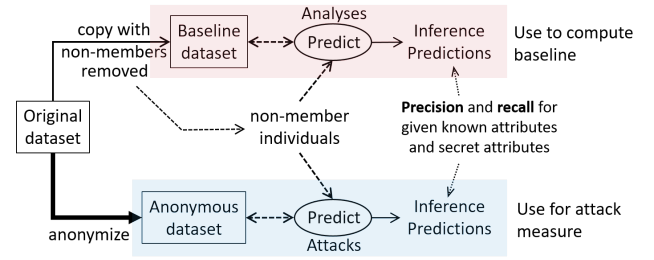 Analyses
copy with
non-members
removed
Baseline
dataset
Predict
Inference
Predictions
Use to compute
baseline
Original
dataset
non-member
individuals
Precision and recall for
given known attributes
and secret attributes
anonymize
Anonymous
dataset
Predict
Attacks
Inference
Predictions
Use for attack
measure